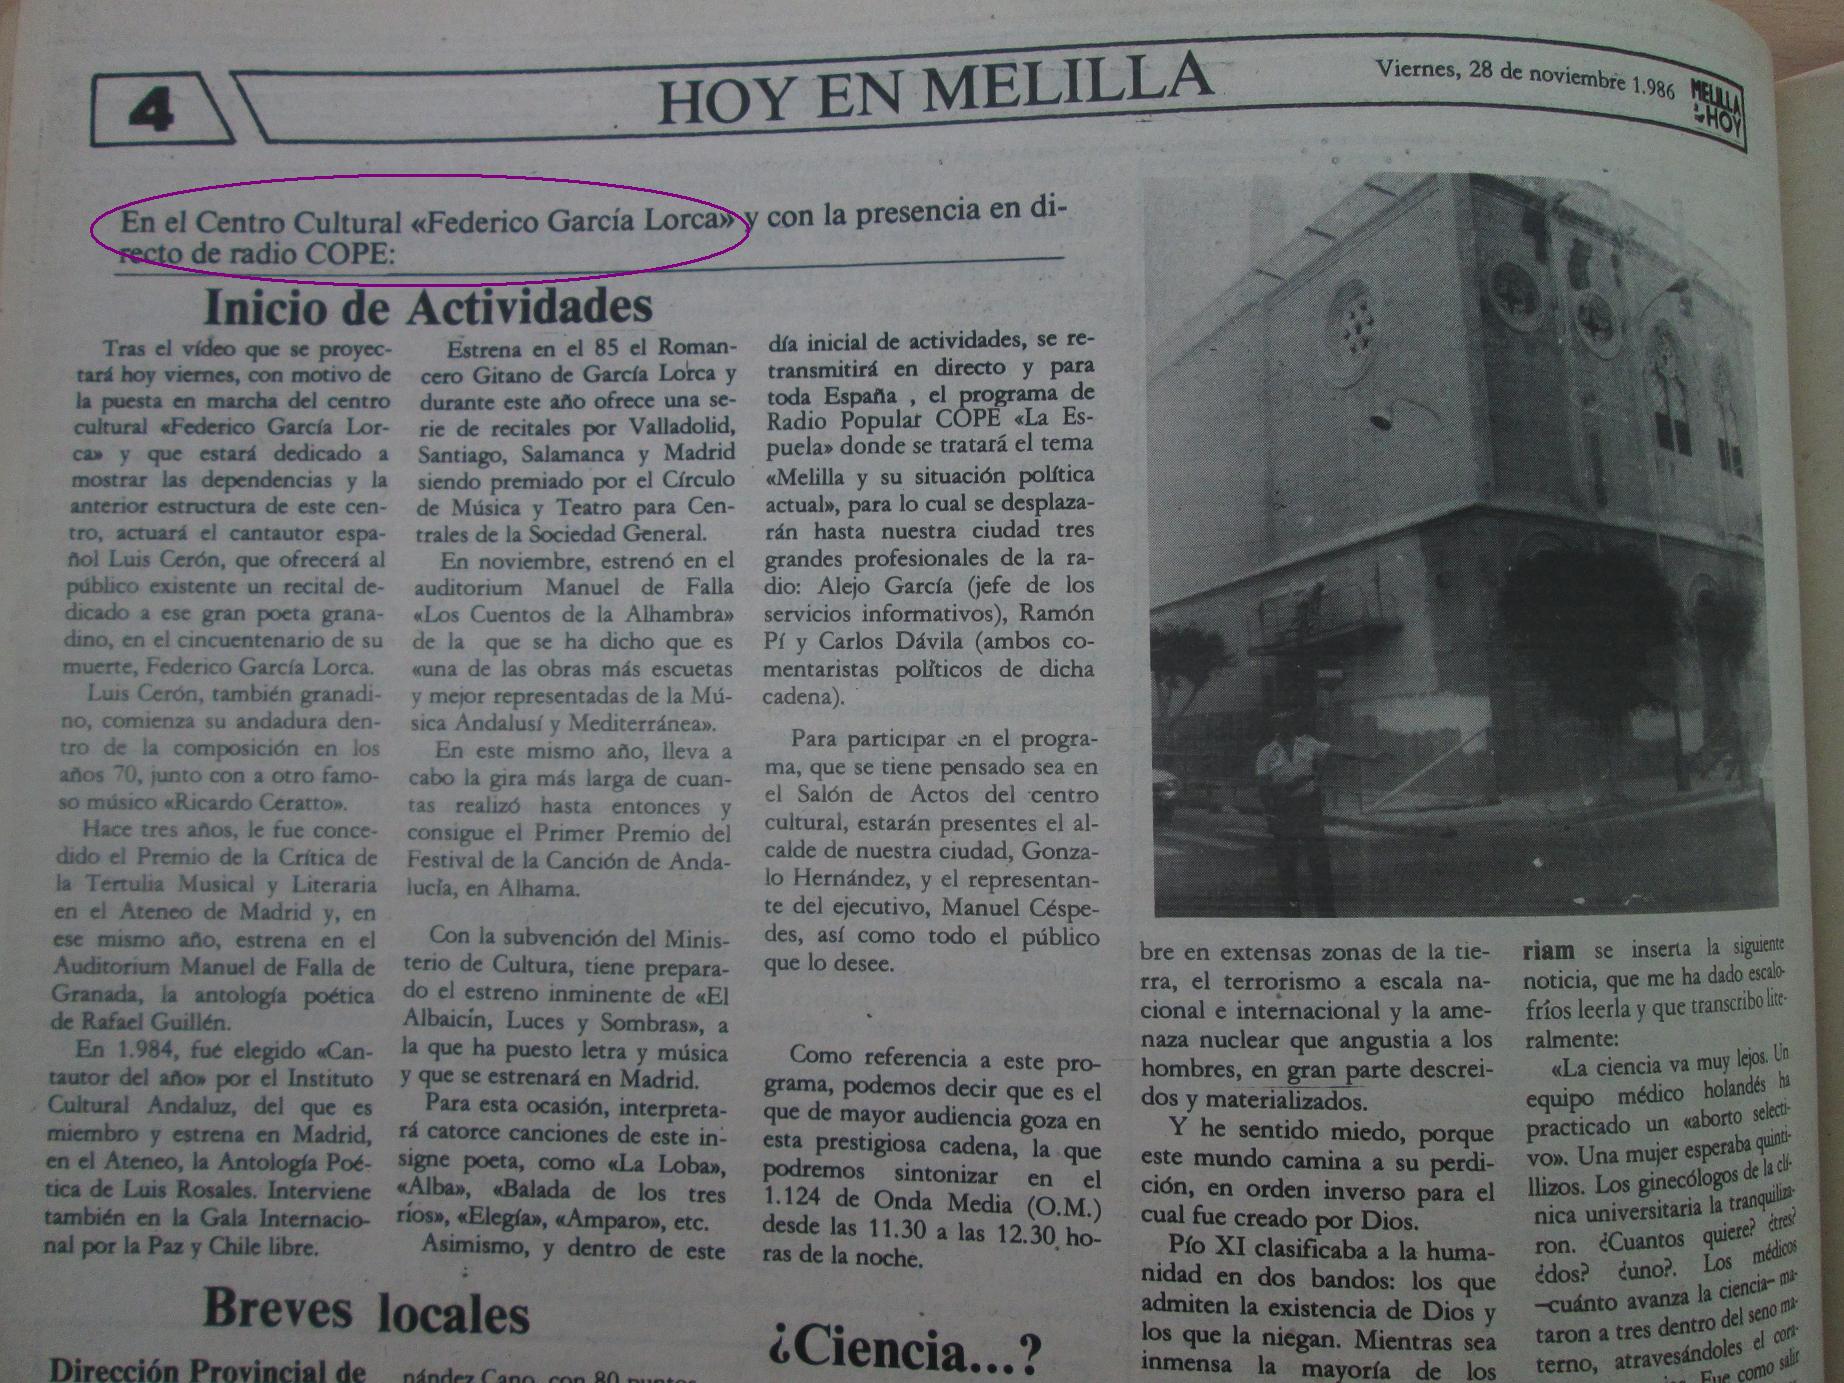 4
HOY EN MELILLA
Viernes, 28 de noviembre 1.986
MELILLA
HOY
En el Centro Cultural «Federico García Lorca» y con la presencia en di-
recto de radio COPE:
Inicio de Actividades
Tras el vídeo que se proyec-
tará hoy viernes, con motivo de
la puesta en marcha del centro
cultural «Federico García Lor-
ca» y que estará dedicado a
mostrar las dependencias y la
anterior estructura de este cen-
tro, actuará el cantautor espa-
ñol Luis Cerón, que ofrecerá al
público existente un recital de-
dicado a ese gran poeta grana-
dino, en el cincuentenario de su
muerte, Federico García Lorca.
Luis Cerón, también granadi-
no, comienza su andadura den-
tro de la composición en los
años 70, junto con a otro famo-
so músico «Ricardo Ceratto».
Hace tres años, le fue conce-
dido el Premio de la Crítica de
la Tertulia Musical y Literaria
en el Ateneo de Madrid y, en
ese mismo año, estrena en el
Auditorium Manuel de Falla de
Granada, la antología poética
de Rafael Guillén.
En 1.984, fué elegido «Can-
tautor del año» por el Instituto
Cultural Andaluz, del que es
miembro y estrena en Madrid,
en el Ateneo, la Antología Poé-
tica de Luis Rosales. Interviene
también en la Gala Internacio-
nal por la Paz y Chile libre.
Estrena en el 85 el Roman-
cero Gitano de García Lorca y
durante este año ofrece una se-
rie de recitales por Valladolid,
Santiago, Salamanca y Madrid
siendo premiado por el Círculo
de Música y Teatro para Cen-
trales de la Sociedad General.
En noviembre, estrenó en el
auditorium Manuel de Falla
«Los Cuentos de la Alhambra»
de la que se ha dicho que es
«una de las obras más escuetas
y mejor representadas de la Mú-
sica Andalusí y Mediterránea».
En este mismo año, lleva a
cabo la gira más larga de cuan-
tas realizó hasta entonces y
consigue el Primer Premio del
Festival de la Canción de Anda-
lucía, en Alhama.
Con la subvención del Minis-
terio de Cultura, tiene prepara-
do el estreno inminente de «El
Albaicín, Luces y Sombras», a
la que ha puesto letra y música
y que se estrenará en Madrid.
Para esta ocasión, interpreta-
rá catorce canciones de este in-
signe poeta, como «La Loba»,
«Alba», «Balada de los tres
ríos», «Elegía», «Amparo», etc.
Asimismo, y dentro de este
día inicial de actividades, se re-
transmitirá en directo y para
toda España , el programa de
Radio Popular COPE «La Es-
puela» donde se tratará el tema
«Melilla y su situación política
actual», para lo cual se desplaza-
rán hasta nuestra ciudad tres
grandes profesionales de la ra-
dio: Alejo García (jefe de los
servicios informativos), Ramón
Pí y Carlos Dávila (ambos co-
mentaristas políticos de dicha
cadena).
Para participar en el progra-
ma, que se tiene pensado sea en
el Salón de Actos del centro
cultural, estarán presentes el al-
calde de nuestra ciudad, Gonza-
lo Hernández, y el representan-
te del ejecutivo, Manuel Céspe-
des, así como todo el público
que lo desee.
Como referencia a este pro-
grama, podemos decir que es el
que de mayor audiencia goza en
esta prestigiosa cadena, la que
podremos sintonizar en el
1.124 de Onda Media (O.M.)
desde las 11.30 a las 12.30 ho-
ras de la noche.
Breves locales
Dirección Provincial de
nández Cano, con 80 puntos
¿Ciencia...?
bre en extensas zonas de la tie-
rra, el terrorismo a escala na-
cional e internacional y la ame-
naza nuclear que angustia a los
hombres, en gran parte descrei-
dos y materializados.
Y he sentido miedo, porque
este mundo camina a su perdi-
ción, en orden inverso para el
cual fue creado por Dios.
Pío XI clasificaba a la huma-
nidad en dos bandos: los que
admiten la existencia de Dios y
los que la niegan. Mientras sea
inmensa la mayoría de los
riam se inserta la siguiente
noticia, que me ha dado escalo-
fríos leerla y que transcribo lite-
ralmente:
«La ciencia va muy lejos. Un
equipo médico holandés ha
practicado un «aborto selecti-
vo». Una mujer esperaba quinti-
llizos. Los ginecólogos de la clí-
nica universitaria la tranquiliza-
ron. ¿Cuantos quiere? ¿tres?
¿dos? ¿uno?. Los médicos
—cuánto avanza la ciencia— ma-
taron a tres dentro del seno ma-
terno, atravesándoles el cora-
Fue como salir